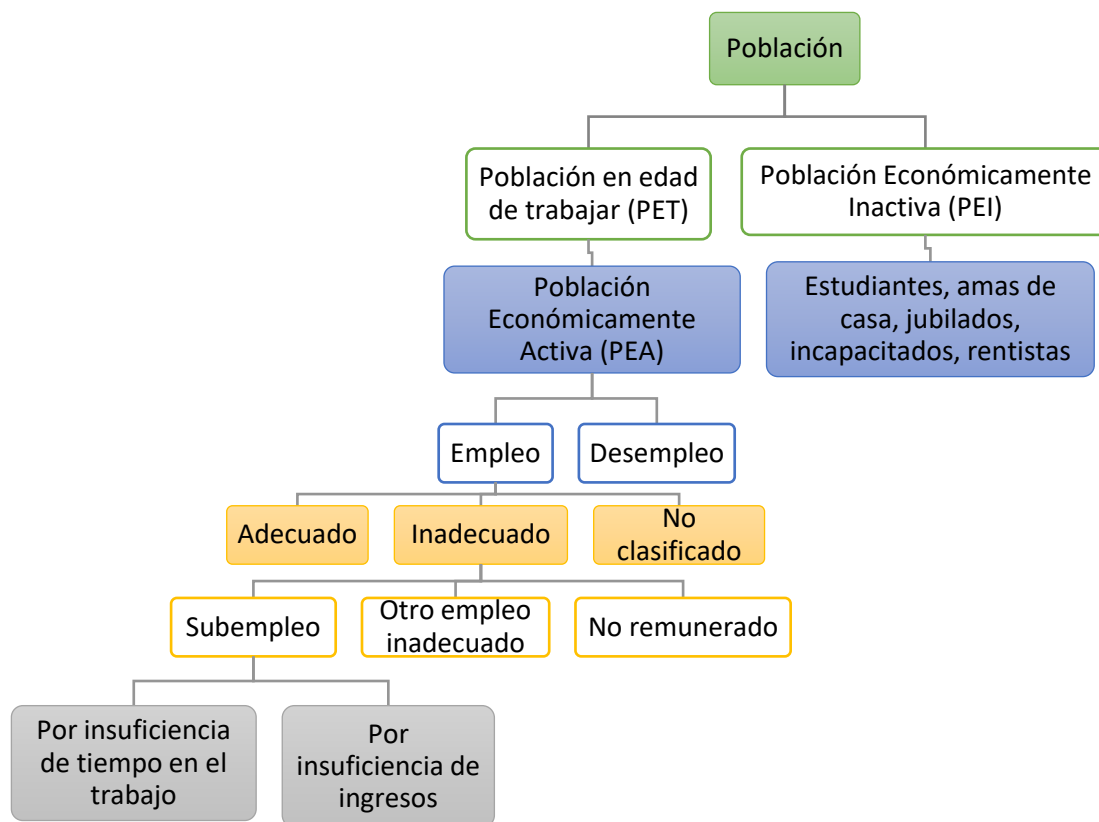 Población
Población en edad
de trabajar (PET)
Población Económicamente
Inactiva (PEI)
Población
Económicamente
Activa (PEA)
Estudiantes, amas de
casa, jubilados,
incapacitados, rentistas
Empleo
Desempleo
Adecuado
Inadecuado
No
clasificado
Subempleo
Otro empleo
inadecuado
No remunerado
Por insuficiencia
de tiempo en el
trabajo
Por
insuficiencia de
ingresos